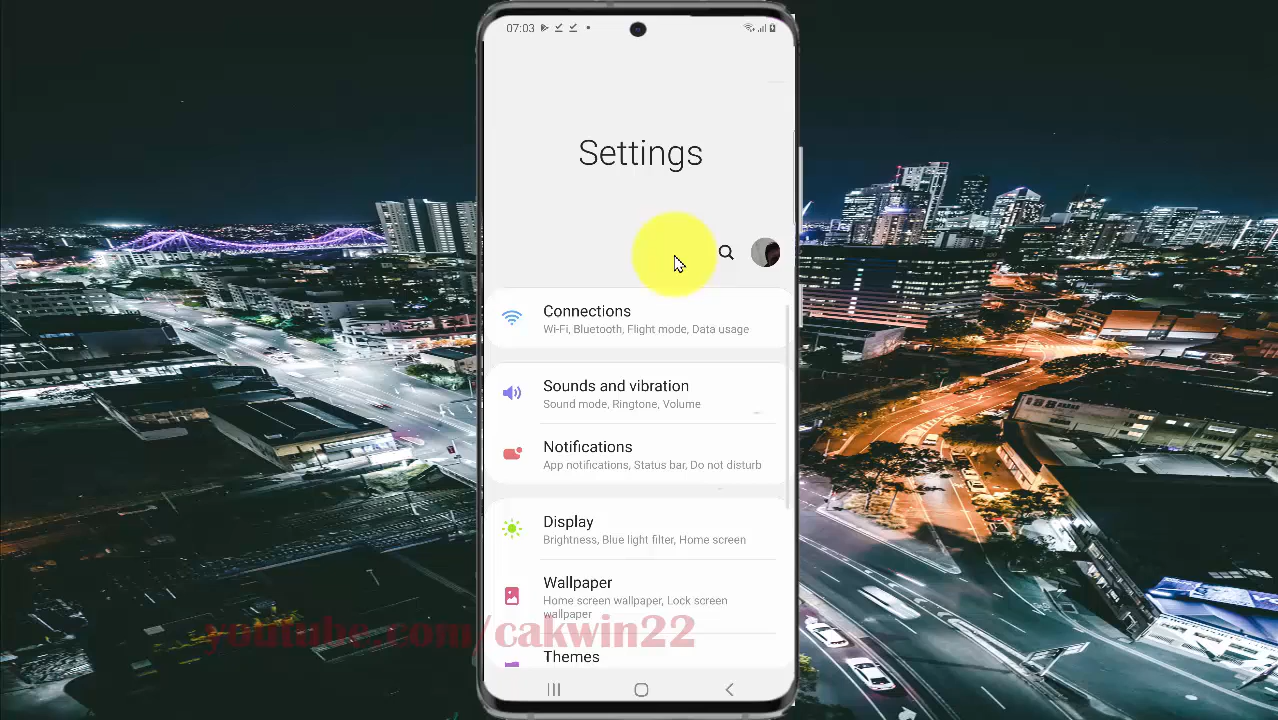 07:03
Settings
Connections
Wi-Fi, Bluetooth, Flight mode, Data usage
Sounds and vibration
Sound mode, Ringtone, Volume
Notifications
App notifications, Status bar, Do not disturb
Display
Brightness, Blue light filter, Home screen
Wallpaper
Home screen wallpaper, Lock screen
wallpaper
youtube.com/cakwin22
Themes